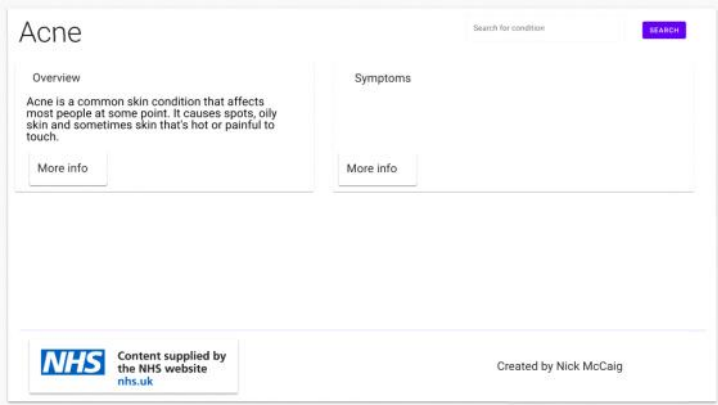 Acne
Search for condition
SEARCH
Overview
Acne is a common skin condition that affects
most people at some point. It causes spots, oily
skin and sometimes skin that's hot or painful to
touch.
More info
Symptoms
More info
NHS
Content supplied by
the NHS website
nhs.uk
Created by Nick McCaig